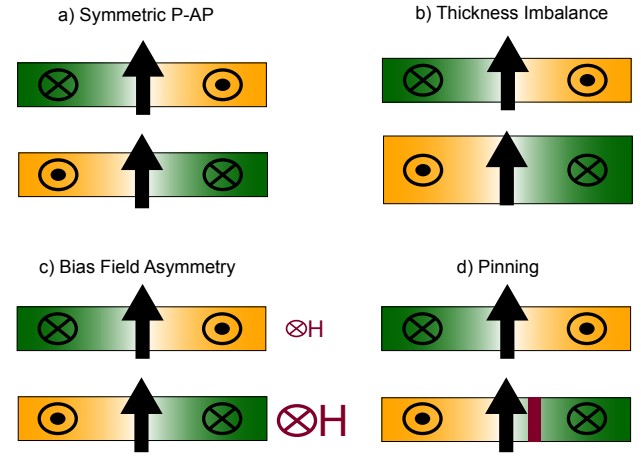 a) Symmetric P-AP
b) Thickness Imbalance
c) Bias Field Asymmetry
d) Pinning
H
H